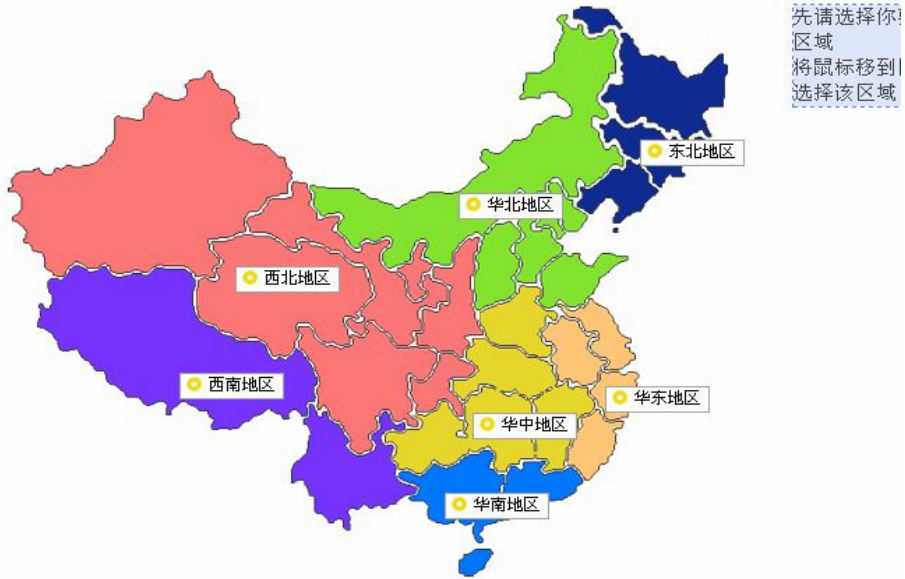 先请选择你
区域
将鼠标移到
选择该区域
东北地区
华北地区
西北地区
西南地区
华东地区
华中地区
华南地区